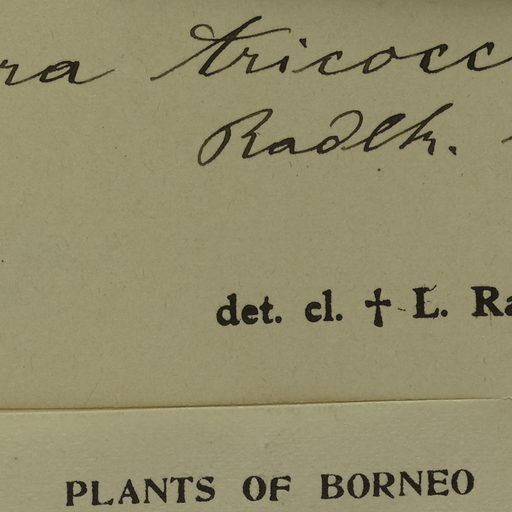 ra tricocc
Radlk.
det. cl. † L. Ra
PLANTS OF BORNEO